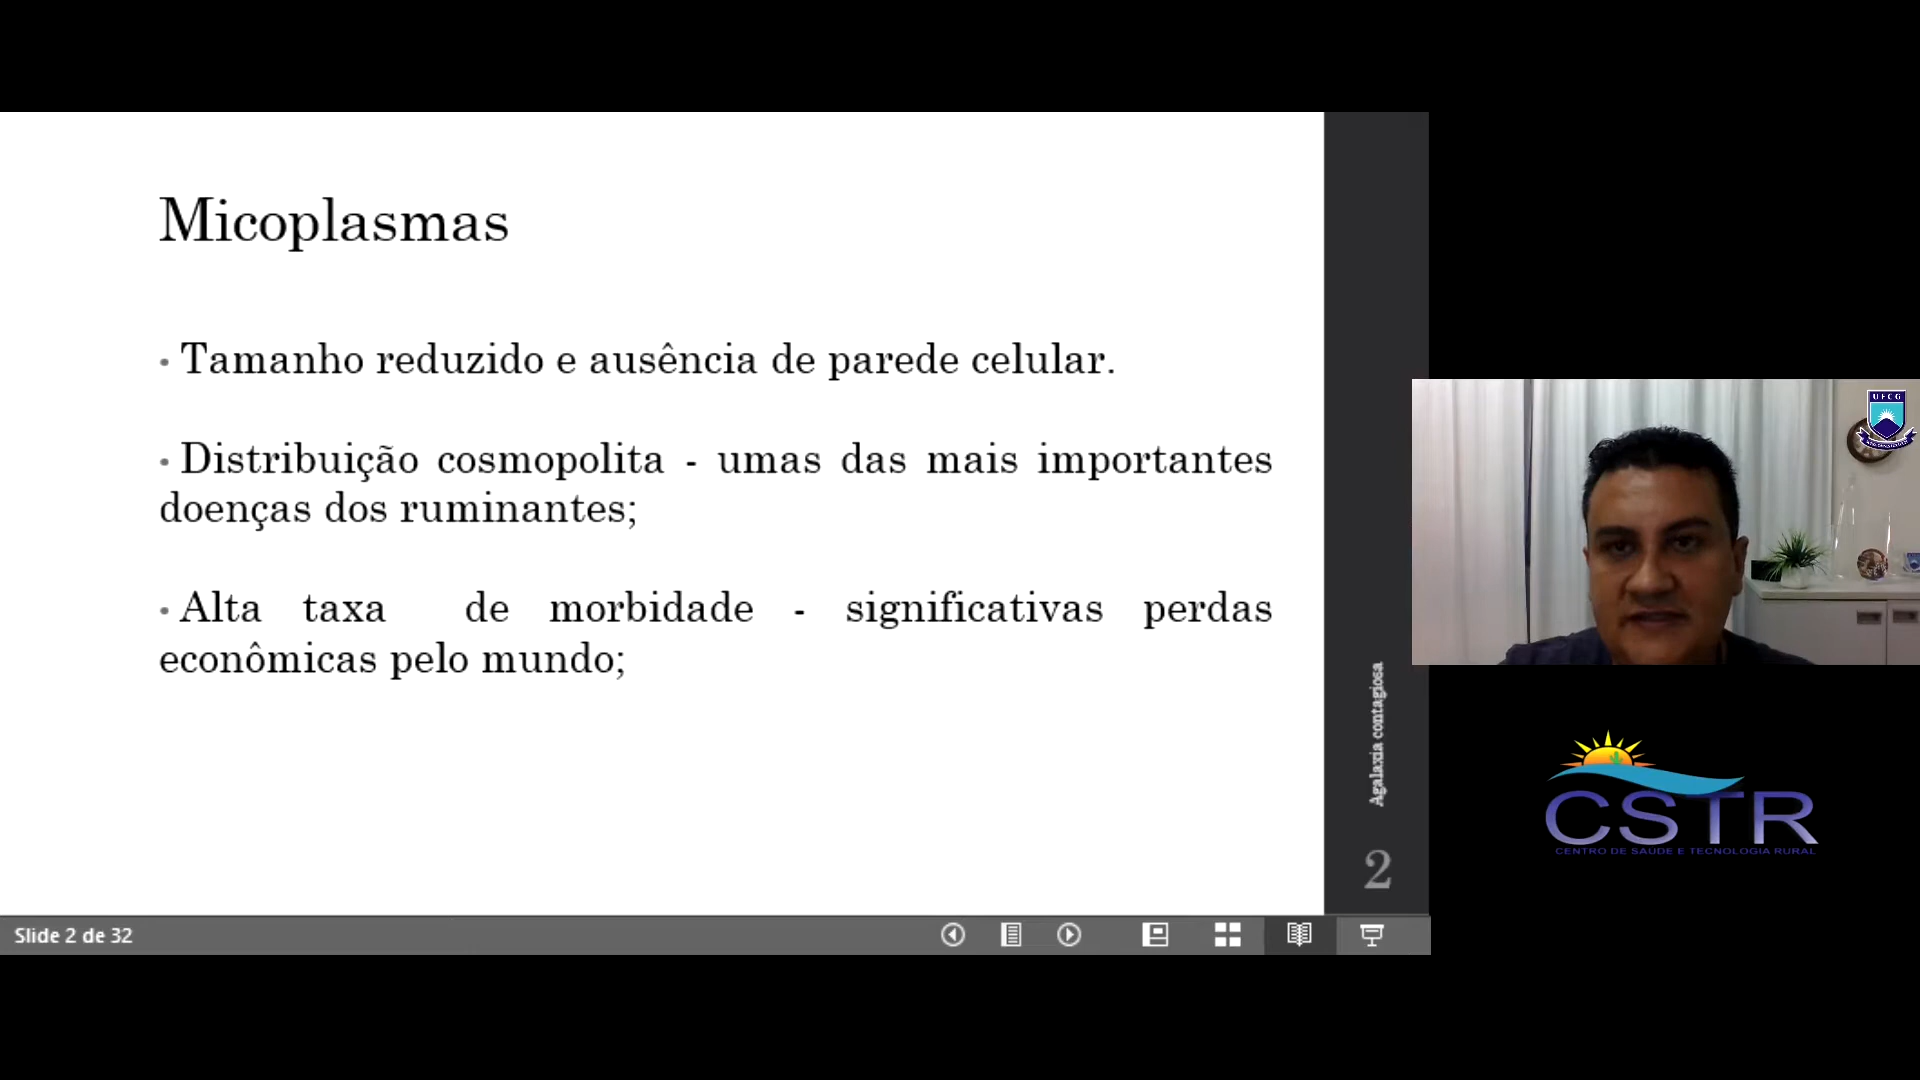 Micoplasmas
• Tamanho reduzido e ausência de parede celular.
• Distribuição cosmopolita - umas das mais importantes
doenças dos ruminantes;
• Alta taxa de morbidade - significativas perdas
econômicas pelo mundo;
Agalaxia contagiosa
2
Slide 2 de 32
UFCG
CSTR
CENTRO DE SAUDE E TECNOLOGIA RURAL